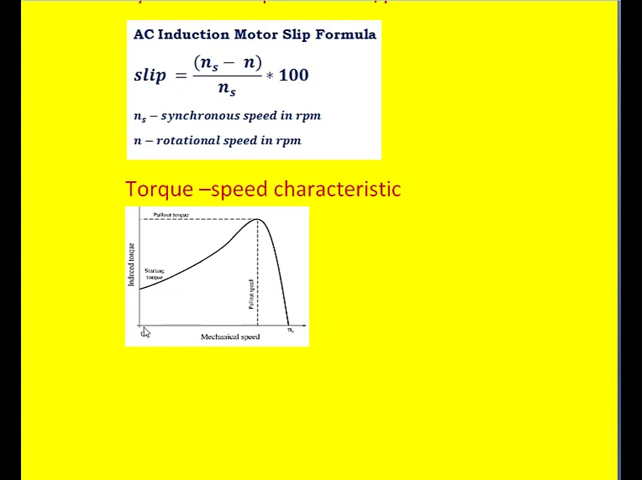 AC Induction Motor Slip Formula
slip = (nₛ − n) / nₛ * 100
nₛ − synchronous speed in rpm
n − rotational speed in rpm
Torque –speed characteristic
Pullout torque
Induced torque
Starting
torque
Pullout speed
nₛ
Mechanical speed